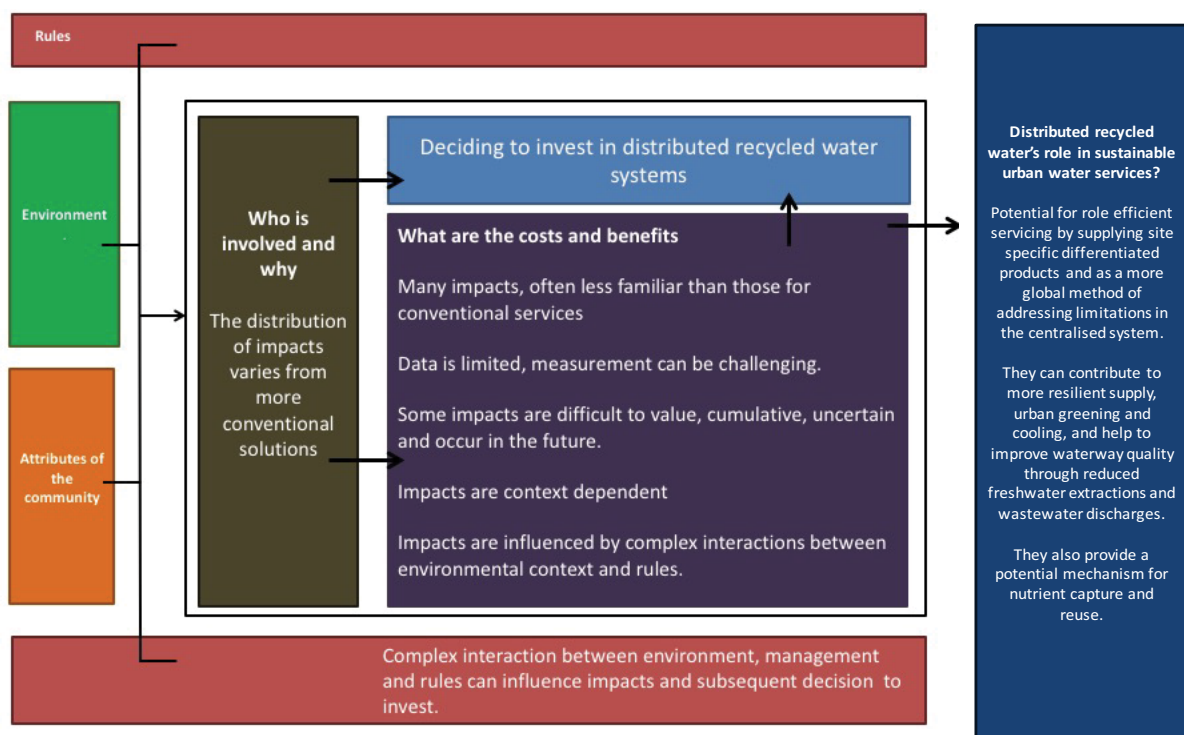 Rules
Environment
.
Attributes of
the
community
Who is
involved and
why
The distribution
of impacts
varies from
more
conventional
solutions
Deciding to invest in distributed recycled water
systems
What are the costs and benefits
Many impacts, often less familiar than those for
conventional services
Data is limited, measurement can be challenging.
Some impacts are difficult to value, cumulative, uncertain
and occur in the future.
Impacts are context dependent
Impacts are influenced by complex interactions between
environmental context and rules.
Complex interaction between environment, management
and rules can influence impacts and subsequent decision to
invest.
Distributed recycled
water’s role in sustainable
urban water services?
Potential for role efficient
servicing by supplying site
specific differentiated
products and as a more
global method of
addressing limitations in
the centralised system.
They can contribute to
more resilient supply,
urban greening and
cooling, and help to
improve waterway quality
through reduced
freshwater extractions and
wastewater discharges.
They also provide a
potential mechanism for
nutrient capture and
reuse.